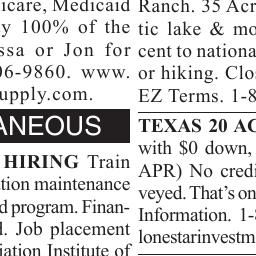 icare, Medicaid
y 100% of the
ssa or Jon for
06-9860. www.
upply.com.
ANEOUS
HIRING Train
tion maintenance
d program. Finan-
d. Job placement
iation Institute of
Ranch. 35 Acr
tic lake & mo
cent to nationa
or hiking. Clo
EZ Terms. 1-8
TEXAS 20 AC
with $0 down,
APR) No credi
veyed. That's on
Information. 1-8
lonestarinvestm